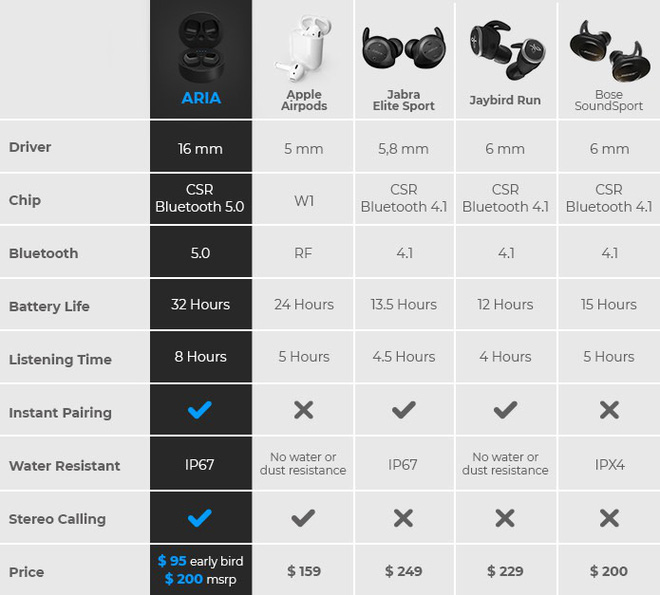 ARIA
Apple
Airpods
Jabra
Elite Sport
Jaybird Run
Bose
SoundSport
Driver
16 mm
5 mm
5,8 mm
6 mm
6 mm
Chip
CSR
Bluetooth 5.0
W1
CSR
Bluetooth 4.1
CSR
Bluetooth 4.1
CSR
Bluetooth 4.1
Bluetooth
5.0
RF
4.1
4.1
4.1
Battery Life
32 Hours
24 Hours
13.5 Hours
12 Hours
15 Hours
Listening Time
8 Hours
5 Hours
4.5 Hours
4 Hours
5 Hours
Instant Pairing
Water Resistant
IP67
No water or
dust resistance
IP67
No water or
dust resistance
IPX4
Stereo Calling
Price
$ 95 early bird
$ 200 msrp
$ 159
$ 249
$ 229
$ 200